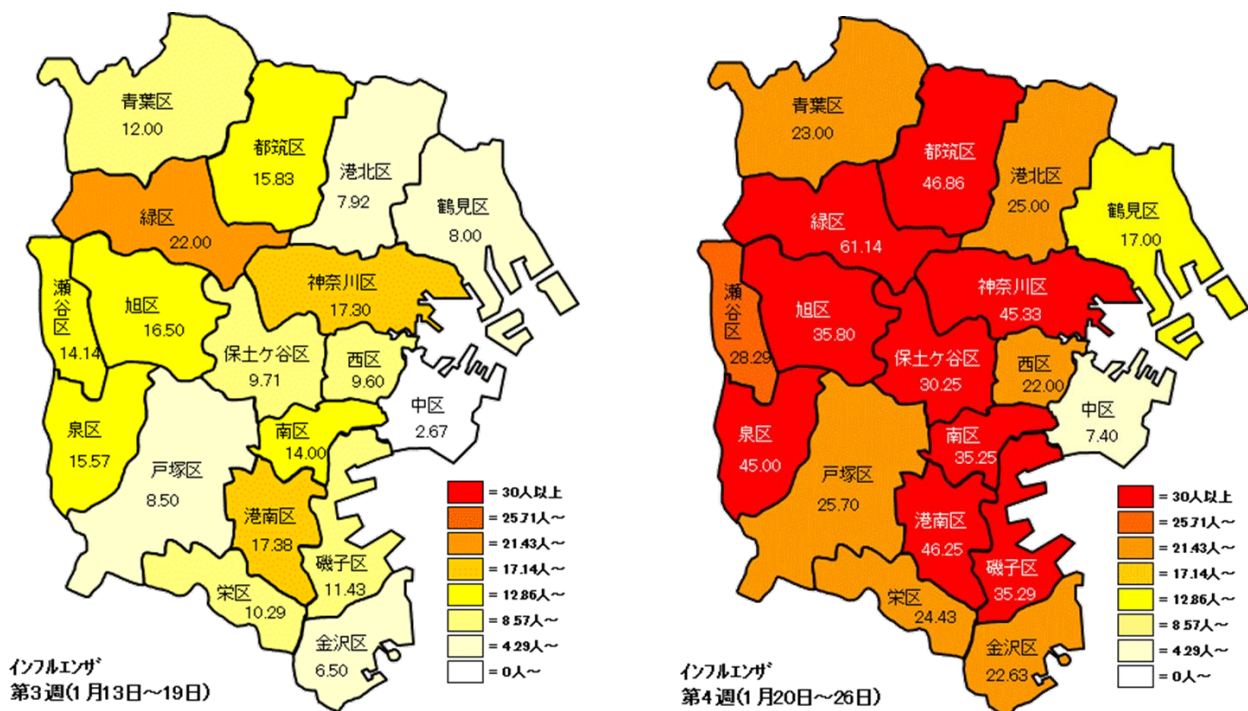 青葉区
12.00
都筑区
15.83
港北区
7.92
鶴見区
8.00
緑区
22.00
神奈川区
17.30
瀬谷区
14.14
旭区
16.50
保土ケ谷区
9.71
西区
9.60
中区
2.67
泉区
15.57
南区
14.00
戸塚区
8.50
港南区
17.38
磯子区
11.43
栄区
10.29
金沢区
6.50
= 30人以上
= 25.71人～
= 21.43人～
= 17.14人～
= 12.86人～
= 8.57人～
= 4.29人～
= 0人～
インフルエンザ
第3週(1月13日～19日)
青葉区
23.00
都筑区
46.86
港北区
25.00
鶴見区
17.00
緑区
61.14
神奈川区
45.33
瀬谷区
28.29
旭区
35.80
保土ケ谷区
30.25
西区
22.00
中区
7.40
泉区
45.00
南区
35.25
戸塚区
25.70
港南区
46.25
磯子区
35.29
栄区
24.43
金沢区
22.63
= 30人以上
= 25.71人～
= 21.43人～
= 17.14人～
= 12.86人～
= 8.57人～
= 4.29人～
= 0人～
インフルエンザ
第4週(1月20日～26日)